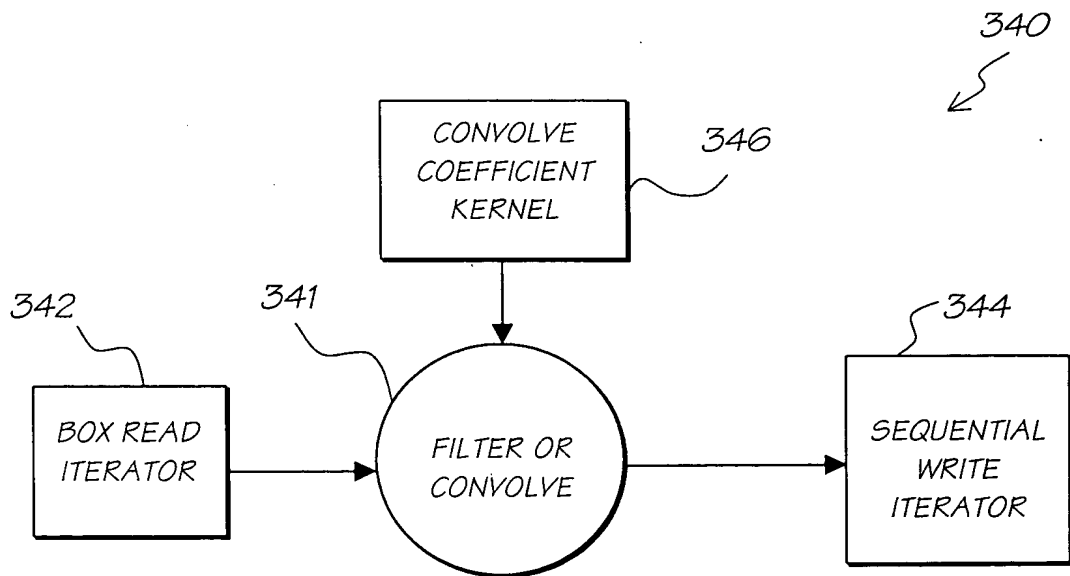 340
CONVOLVE
COEFFICIENT
KERNEL
346
342
341
344
BOX READ
ITERATOR
FILTER OR
CONVOLVE
SEQUENTIAL
WRITE
ITERATOR